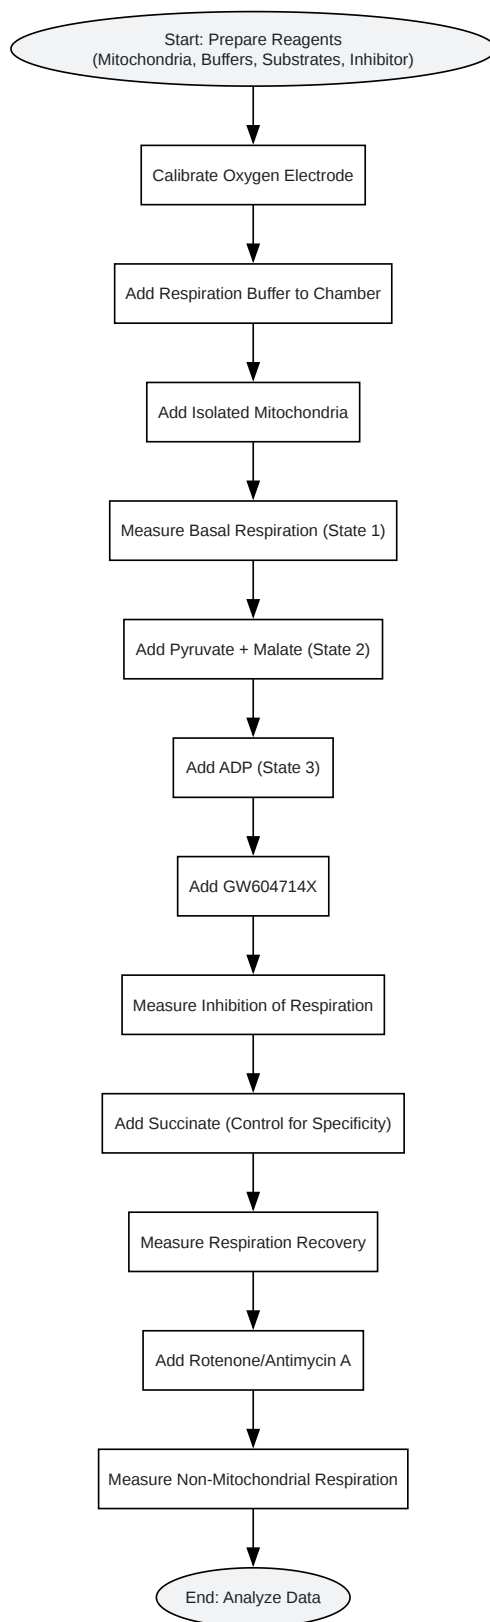 Start: Prepare Reagents
(Mitochondria, Buffers, Substrates, Inhibitor)
Calibrate Oxygen Electrode
Add Respiration Buffer to Chamber
Add Isolated Mitochondria
Measure Basal Respiration (State 1)
Add Pyruvate + Malate (State 2)
Add ADP (State 3)
Add GW604714X
Measure Inhibition of Respiration
Add Succinate (Control for Specificity)
Measure Respiration Recovery
Add Rotenone/Antimycin A
Measure Non-Mitochondrial Respiration
End: Analyze Data